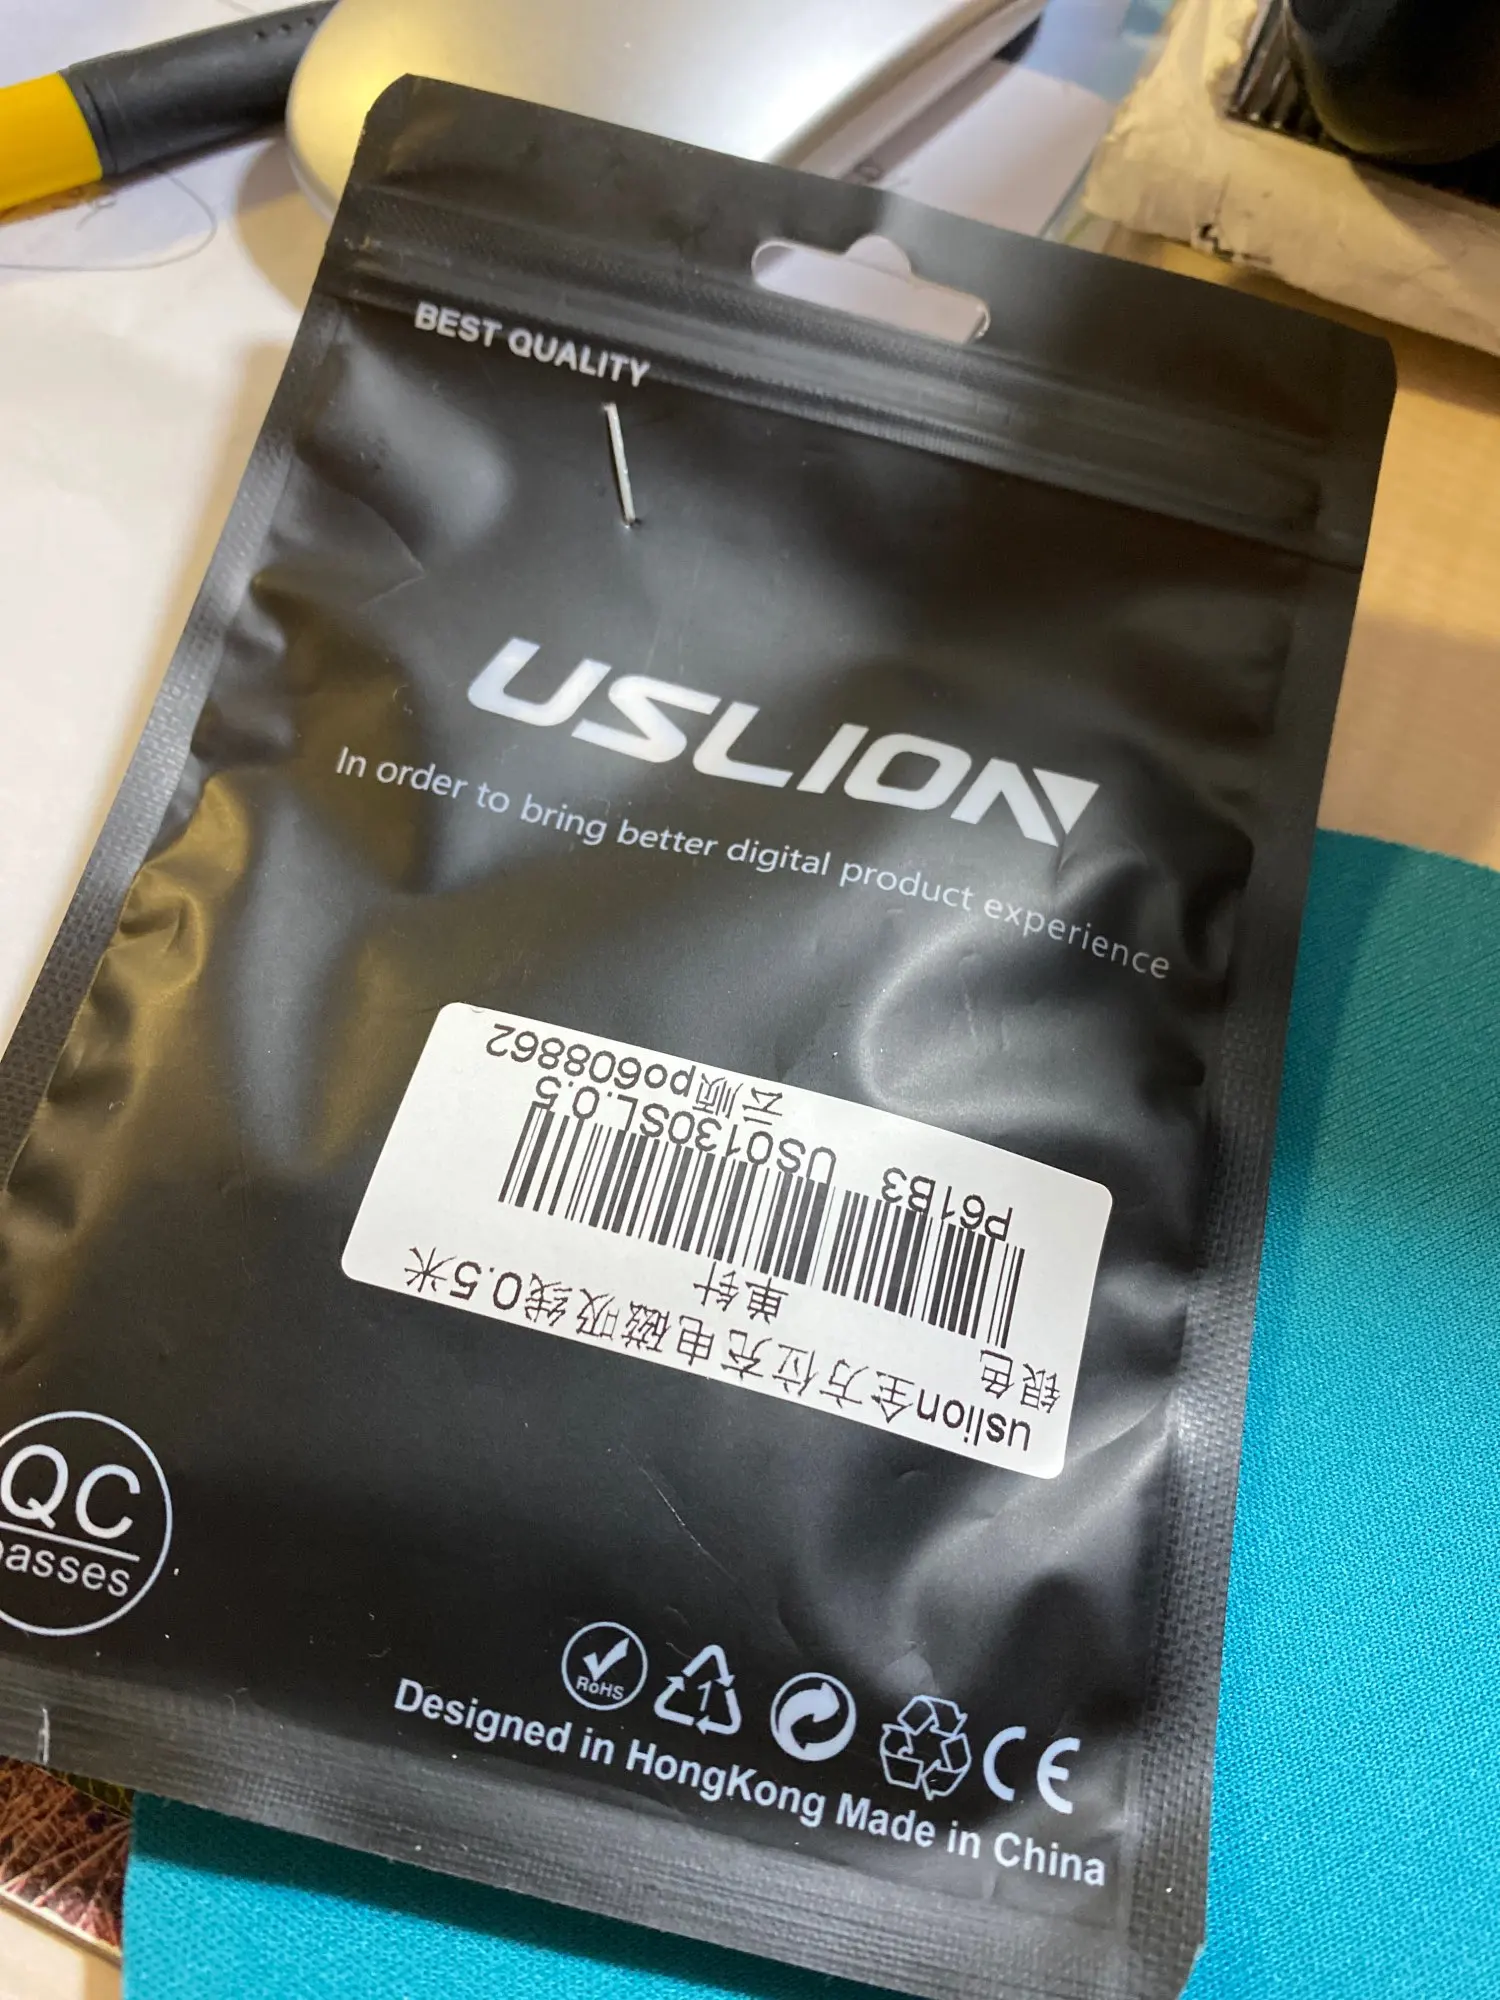 BEST QUALITY
USLION
In order to bring better digital product experience
uslion全方位充电磁吸线0.5米
银色 单针
P61B3 US0130SL0.5
云顺po608862
QC
passes
RoHS
1
CE
Designed in HongKong Made in China